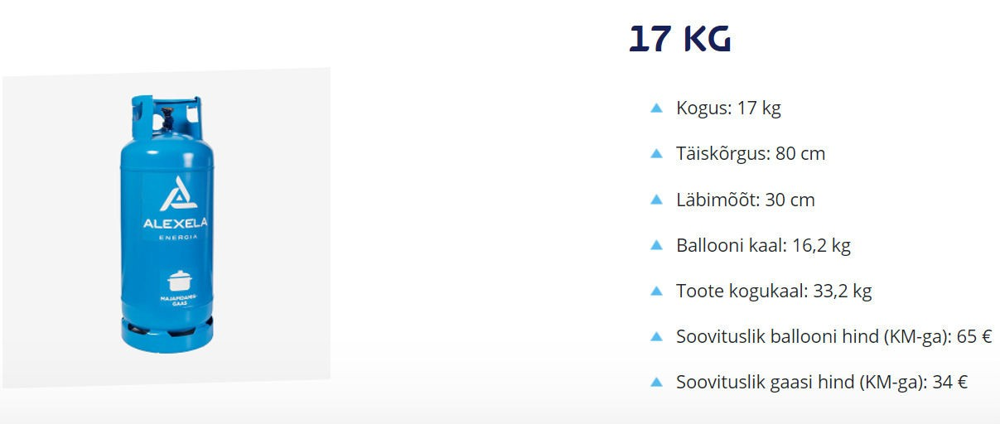 17 KG
Kogus: 17 kg
Täiskõrgus: 80 cm
Läbimõõt: 30 cm
Ballooni kaal: 16,2 kg
Toote kogukaal: 33,2 kg
Soovituslik ballooni hind (KM-ga): 65 €
Soovituslik gaasi hind (KM-ga): 34 €
ALEXELA
ENERGIA
MAJAPIDAMIS-
GAAS